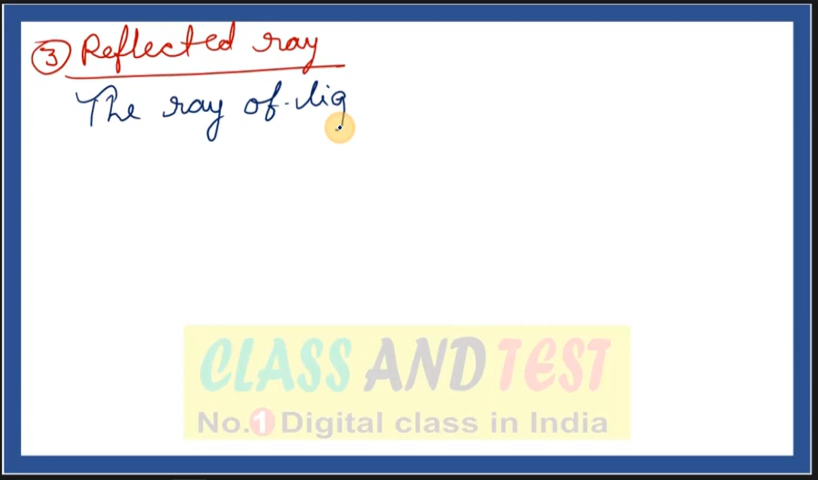 ③ Reflected ray
The ray of lig
CLASS AND TEST
No.1 Digital class in India